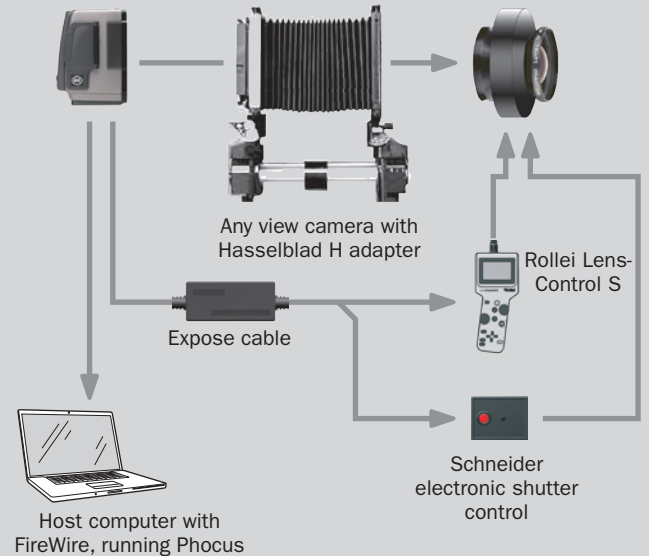 Any view camera with
Hasselblad H adapter
Rollei Lens-
Control S
Expose cable
Schneider
electronic shutter
control
Host computer with
FireWire, running Phocus